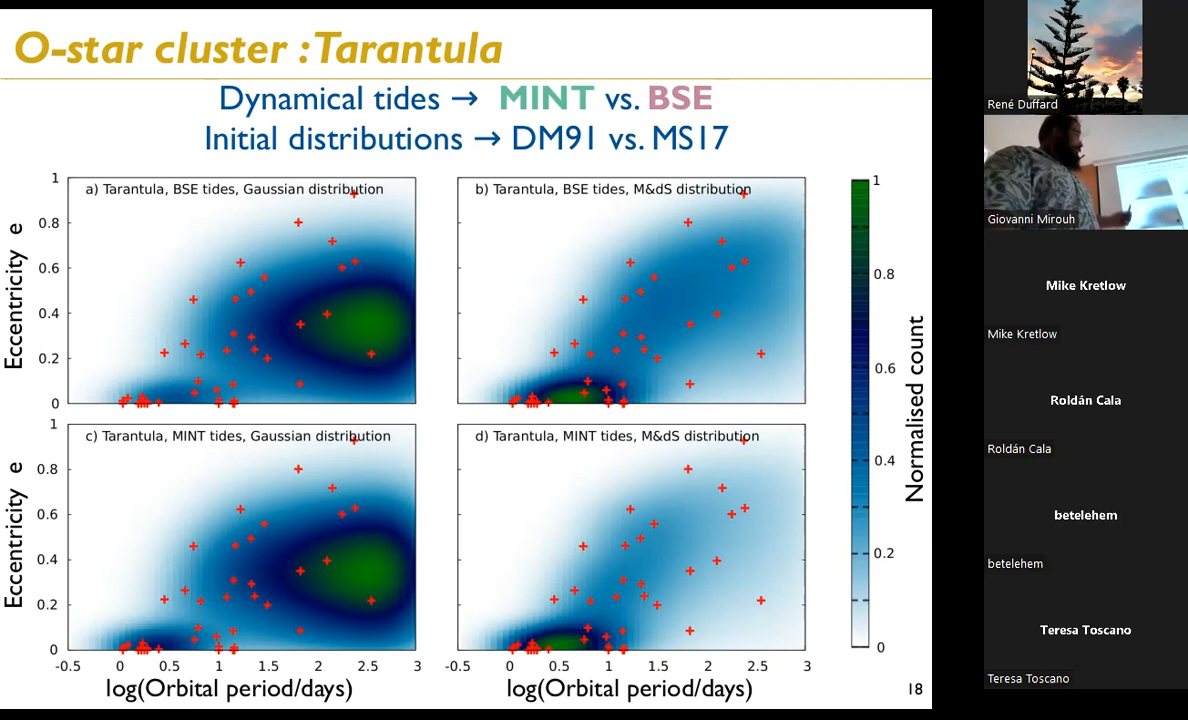 O-star cluster :Tarantula
Dynamical tides → MINT vs. BSE
Initial distributions → DM91 vs. MS17
a) Tarantula, BSE tides, Gaussian distribution
b) Tarantula, BSE tides, M&dS distribution
1
0.8
0.6
0.4
0.2
0
Eccentricity e
c) Tarantula, MINT tides, Gaussian distribution
d) Tarantula, MINT tides, M&dS distribution
1
0.8
0.6
0.4
0.2
0
Eccentricity e
-0.5 0 0.5 1 1.5 2 2.5 3
-0.5 0 0.5 1 1.5 2 2.5 3
log(Orbital period/days)
log(Orbital period/days)
1
0.8
0.6
0.4
0.2
0
Normalised count
18
René Duffard
Giovanni Mirouh
Mike Kretlow
Mike Kretlow
Roldán Cala
Roldán Cala
betelehem
betelehem
Teresa Toscano
Teresa Toscano